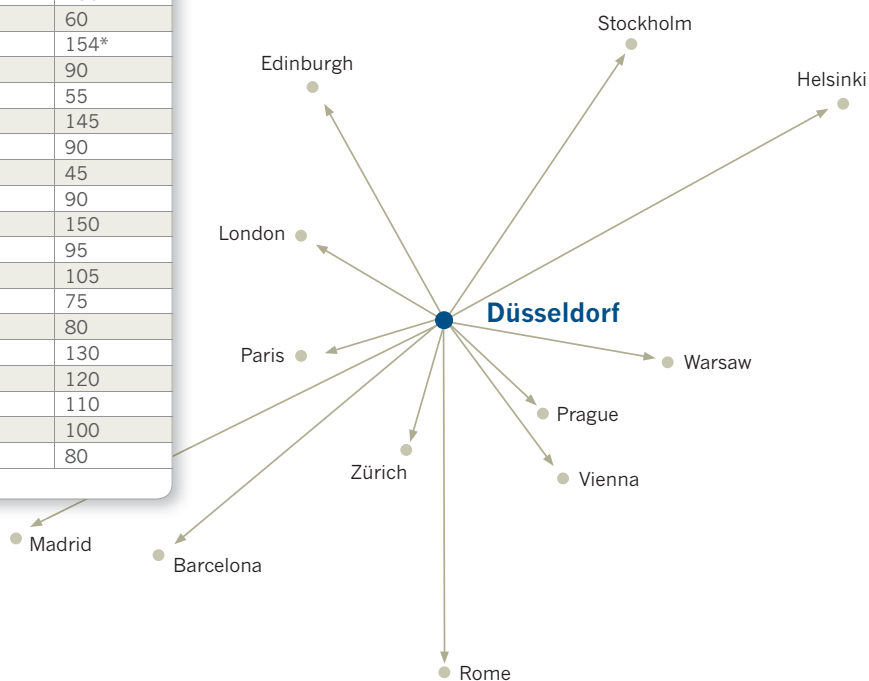 60
154*
90
55
145
90
45
90
150
95
105
75
80
130
120
110
100
80
Stockholm
Edinburgh
Helsinki
London
Düsseldorf
Paris
Warsaw
Prague
Zürich
Vienna
Madrid
Barcelona
Rome